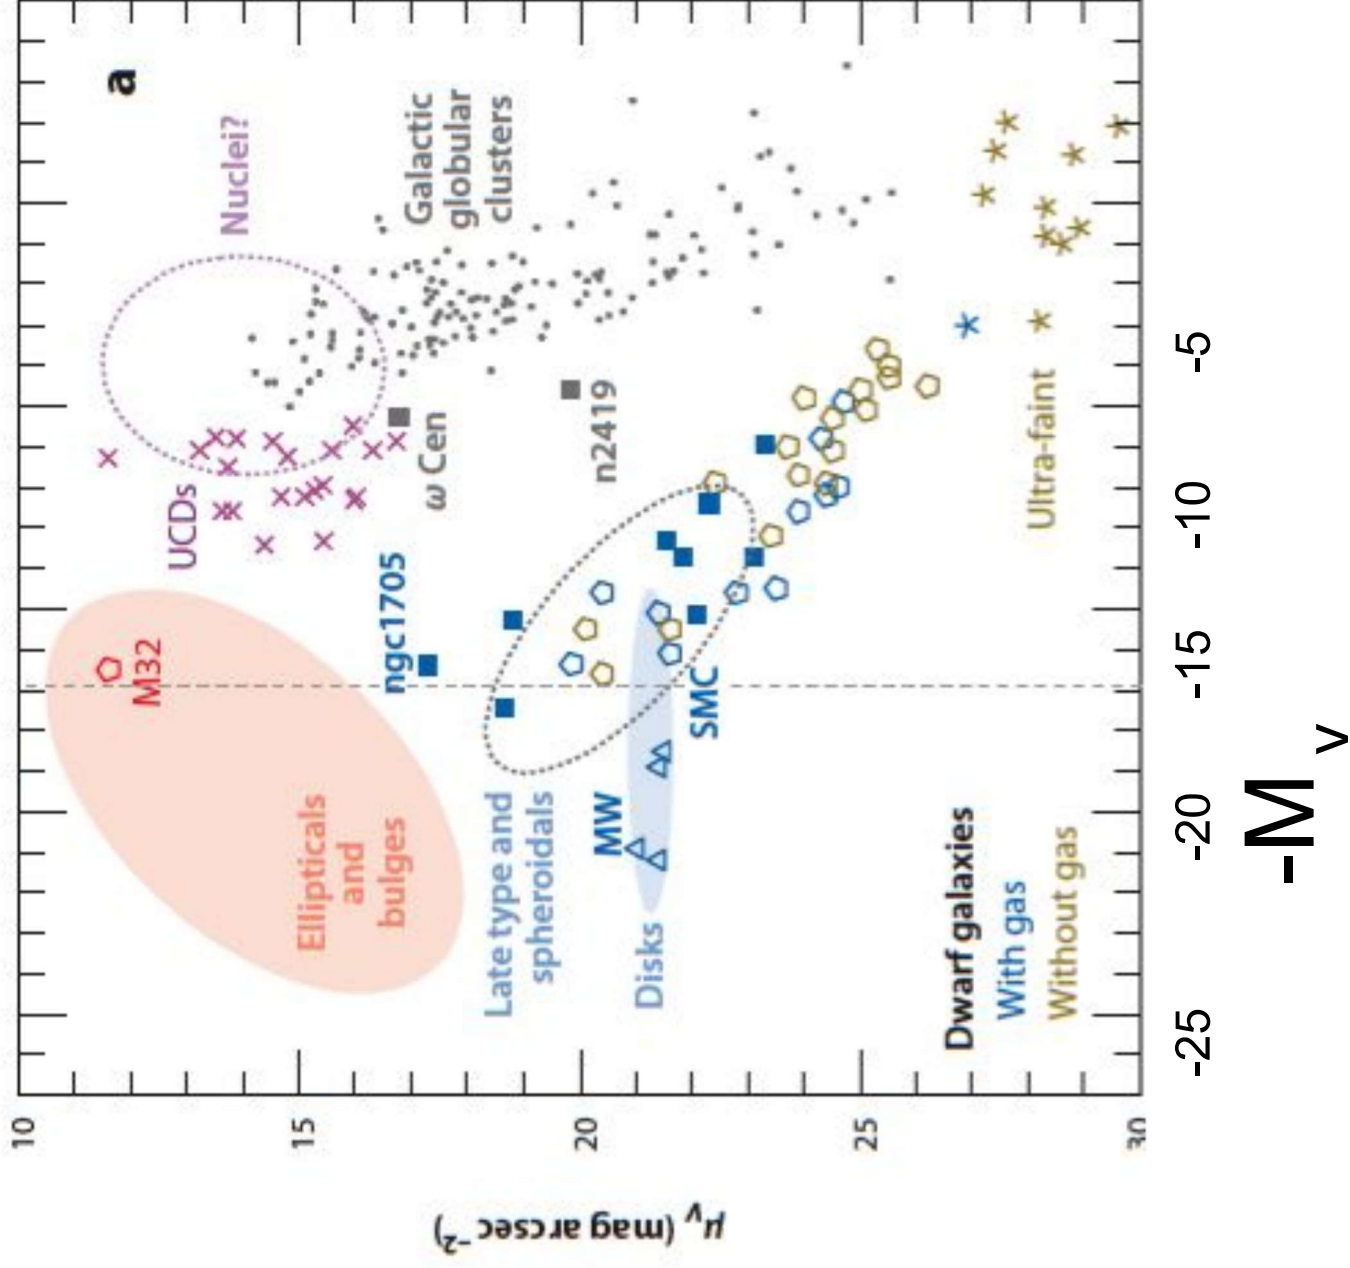 a
Nuclei?
Galactic
globular
clusters
UCDs
ω Cen
n2419
ngc1705
M32
Ellipticals
and
bulges
Late type and
spheroidals
MW
SMC
Disks
Ultra-faint
Dwarf galaxies
With gas
Without gas
10
15
20
25
30
μV (mag arcsec−2)
-5
-10
-15
-20
-25
-M v